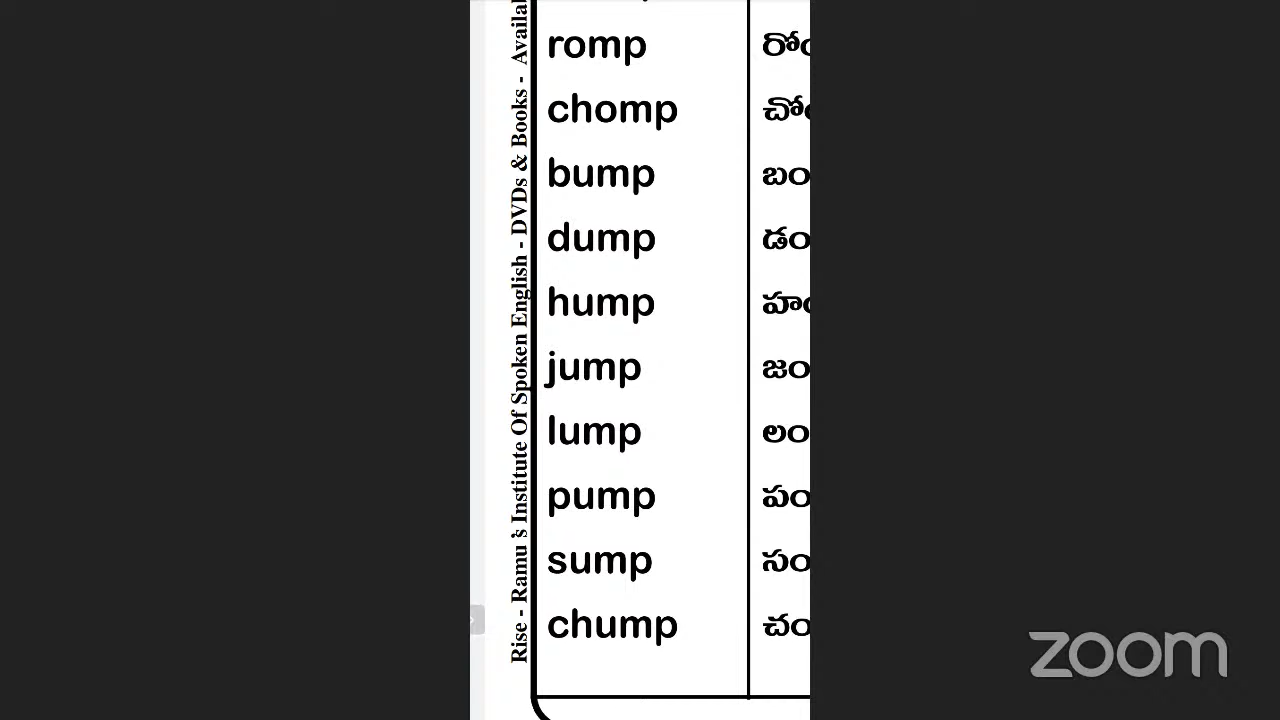 romp
chomp
bump బం
dump డం
hump
jump జం
lump లం
pump పం
sump సం
chump చం
Rise - Ramu's Institute Of Spoken English - DVDs & Books -
zoom